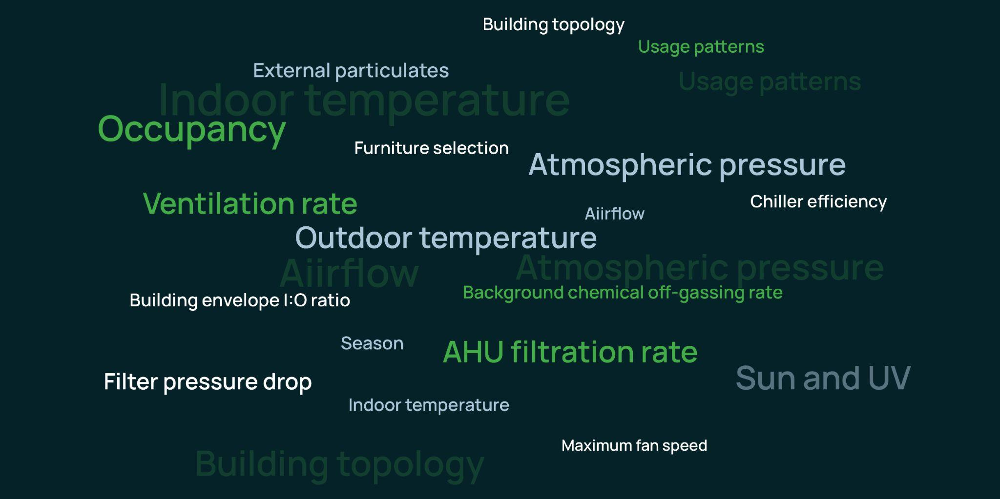 Building topology
Usage patterns
External particulates
Usage patterns
Indoor temperature
Occupancy
Furniture selection
Atmospheric pressure
Ventilation rate
Chiller efficiency
Aiirflow
Outdoor temperature
Atmospheric pressure
Aiirflow
Background chemical off-gassing rate
Building envelope I:O ratio
Season
AHU filtration rate
Sun and UV
Filter pressure drop
Indoor temperature
Maximum fan speed
Building topology